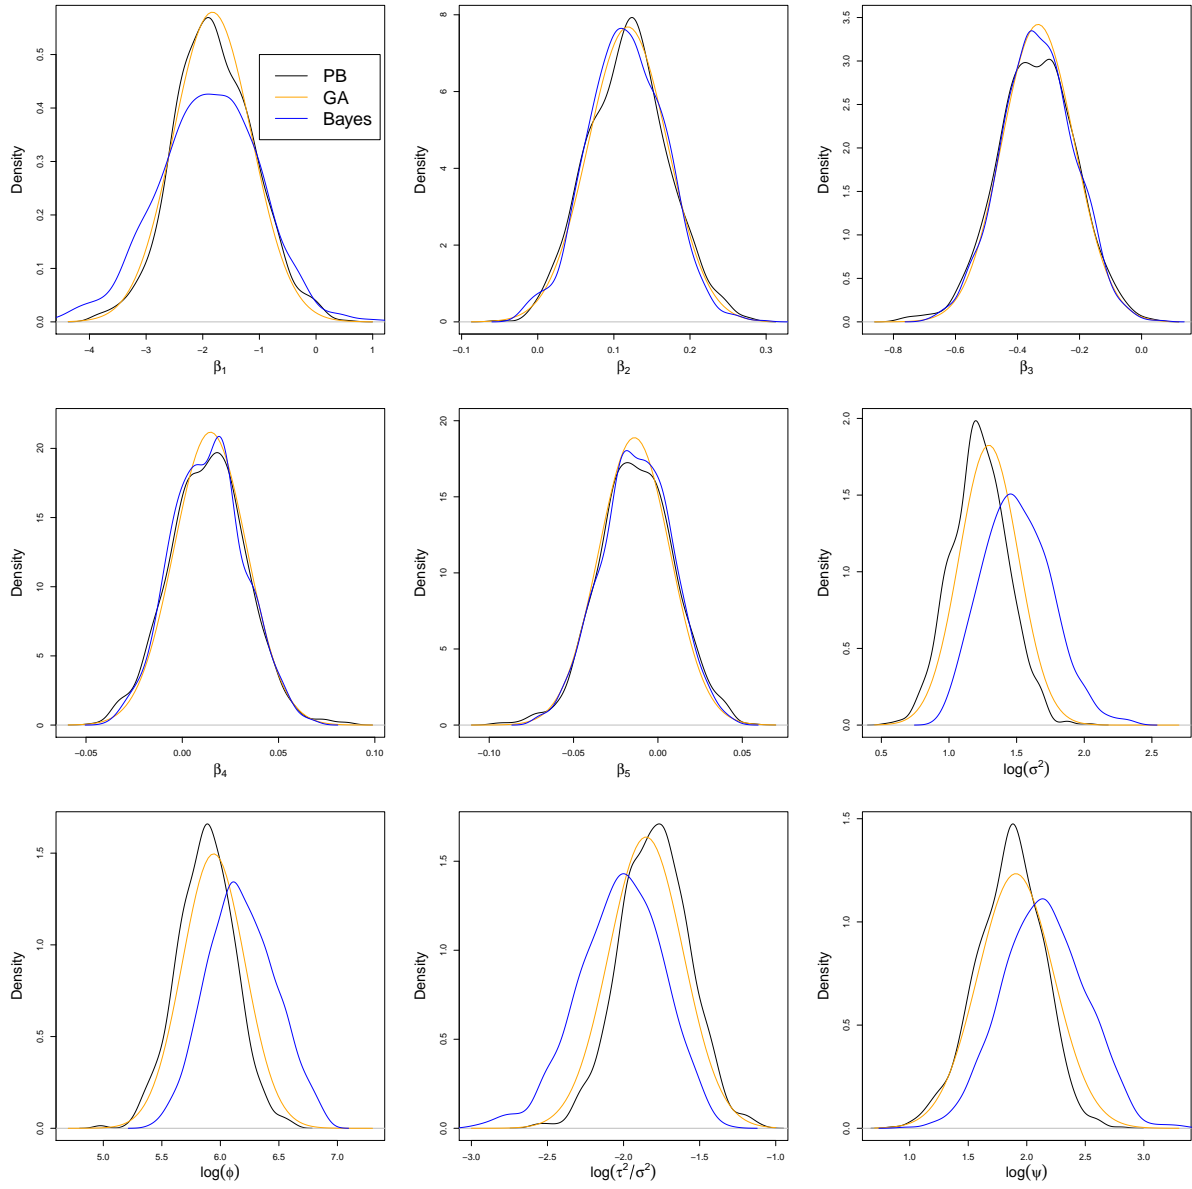 PB
GA
Bayes
Density
0.0 0.1 0.2 0.3 0.4 0.5
−4 −3 −2 −1 0 1
β1
Density
0 2 4 6 8
−0.1 0.0 0.1 0.2 0.3
β2
Density
0.0 0.5 1.0 1.5 2.0 2.5 3.0 3.5
−0.8 −0.6 −0.4 −0.2 0.0
β3
Density
0 5 10 15 20
−0.05 0.00 0.05 0.10
β4
Density
0 5 10 15 20
−0.10 −0.05 0.00 0.05
β5
Density
0.0 0.5 1.0 1.5 2.0
0.5 1.0 1.5 2.0 2.5
log(σ²)
Density
0.0 0.5 1.0 1.5
5.0 5.5 6.0 6.5 7.0
log(ϕ)
Density
0.0 0.5 1.0 1.5
−3.0 −2.5 −2.0 −1.5 −1.0
log(τ²/σ²)
Density
0.0 0.5 1.0 1.5
1.0 1.5 2.0 2.5 3.0
log(ψ)